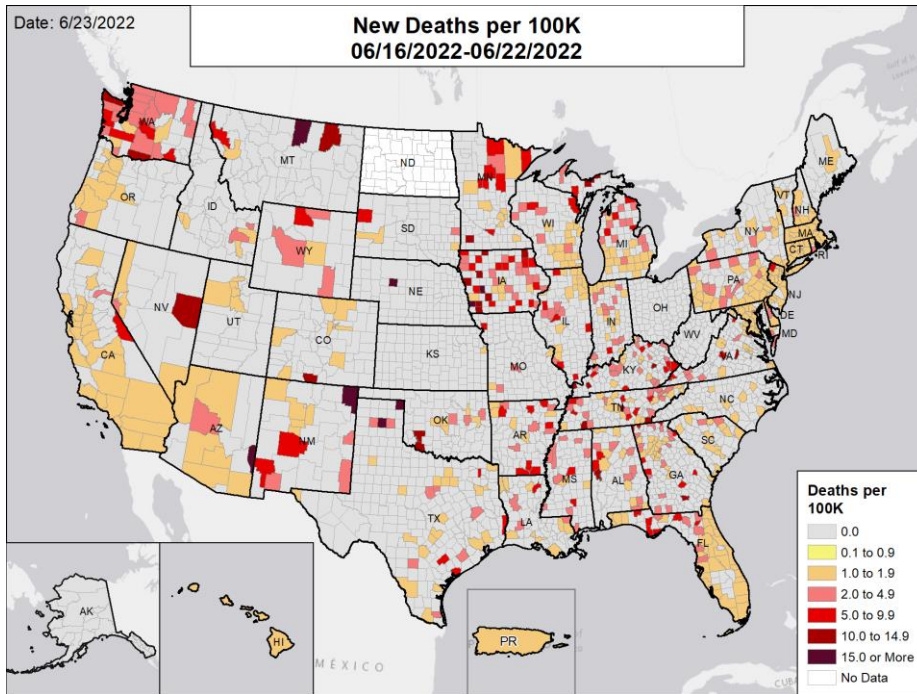 Date: 6/23/2022
New Deaths per 100K
06/16/2022-06/22/2022
WA
MT
ND
MN
ME
OR
ID
WY
SD
WI
MI
VT
NH
NY
MA
CT
RI
NV
UT
CO
NE
IA
IL
IN
OH
PA
NJ
DE
MD
CA
KS
MO
KY
WV
VA
AZ
NM
OK
AR
TN
NC
SC
TX
LA
MS
AL
GA
FL
AK
HI
PR
MÉXICO
CUB
Deaths per
100K
0.0
0.1 to 0.9
1.0 to 1.9
2.0 to 4.9
5.0 to 9.9
10.0 to 14.9
15.0 or More
No Data